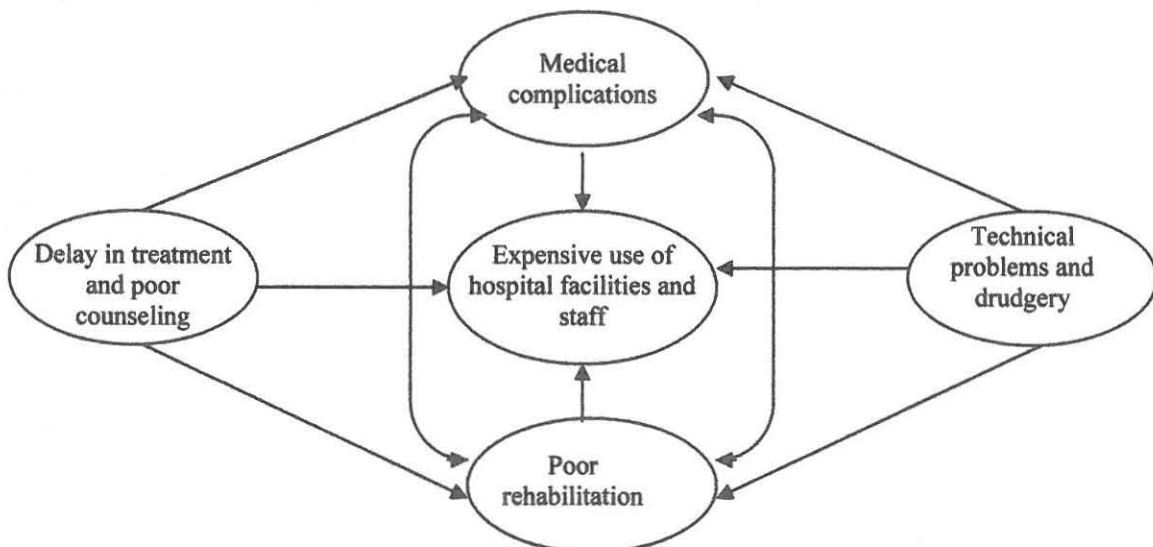 Medical
complications
Delay in treatment
and poor
counseling
Expensive use of
hospital facilities and
staff
Technical
problems and
drudgery
Poor
rehabilitation